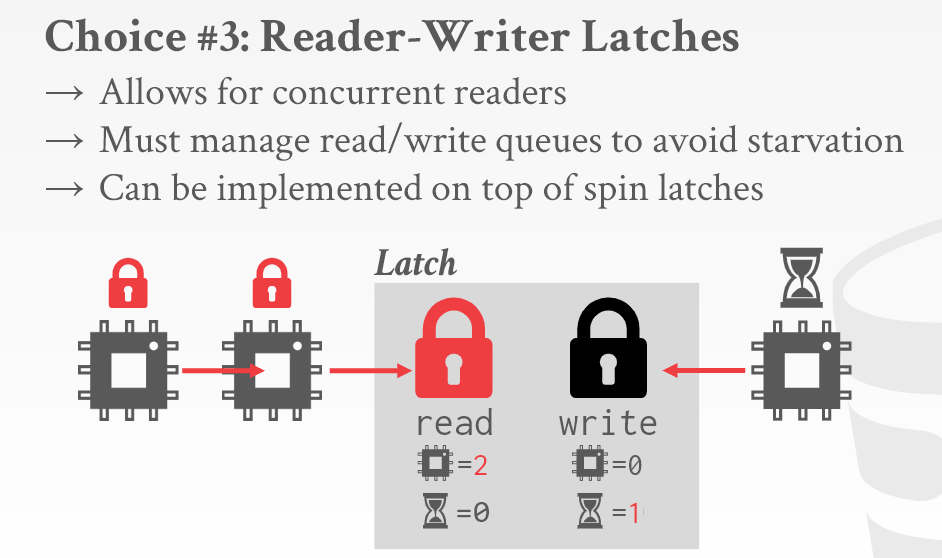 Choice #3: Reader-Writer Latches
→ Allows for concurrent readers
→ Must manage read/write queues to avoid starvation
→ Can be implemented on top of spin latches
Latch
read write
=2 =0
=0 =1